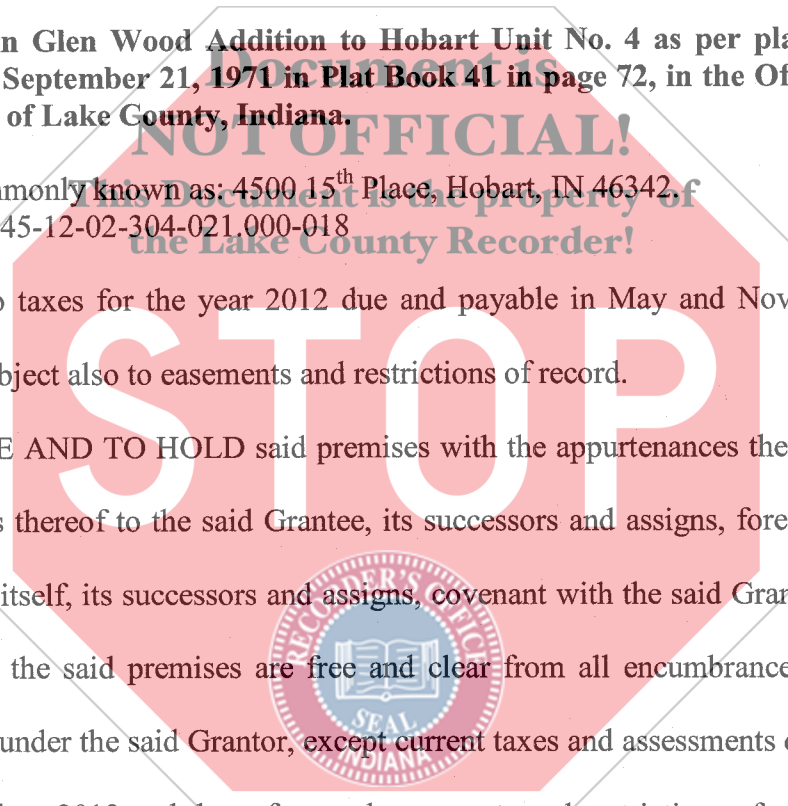 n Glen Wood Addition to Hobart Unit No. 4 as per pla
September 21, 1971 in Plat Book 41 in page 72, in the Of
of Lake County, Indiana.
Document is
NOT OFFICIAL!
mmonly known as: 4500 15th Place, Hobart, IN 46342.
This Document is the property of
45-12-02-304-021.000-018
the Lake County Recorder!
o taxes for the year 2012 due and payable in May and Nov
bject also to easements and restrictions of record.
STOP
E AND TO HOLD said premises with the appurtenances the
s thereof to the said Grantee, its successors and assigns, fore
itself, its successors and assigns, covenant with the said Gran
the said premises are free and clear from all encumbrance
under the said Grantor, except current taxes and assessments
RECORDER'S OFFICE
SEAL
INDIANA